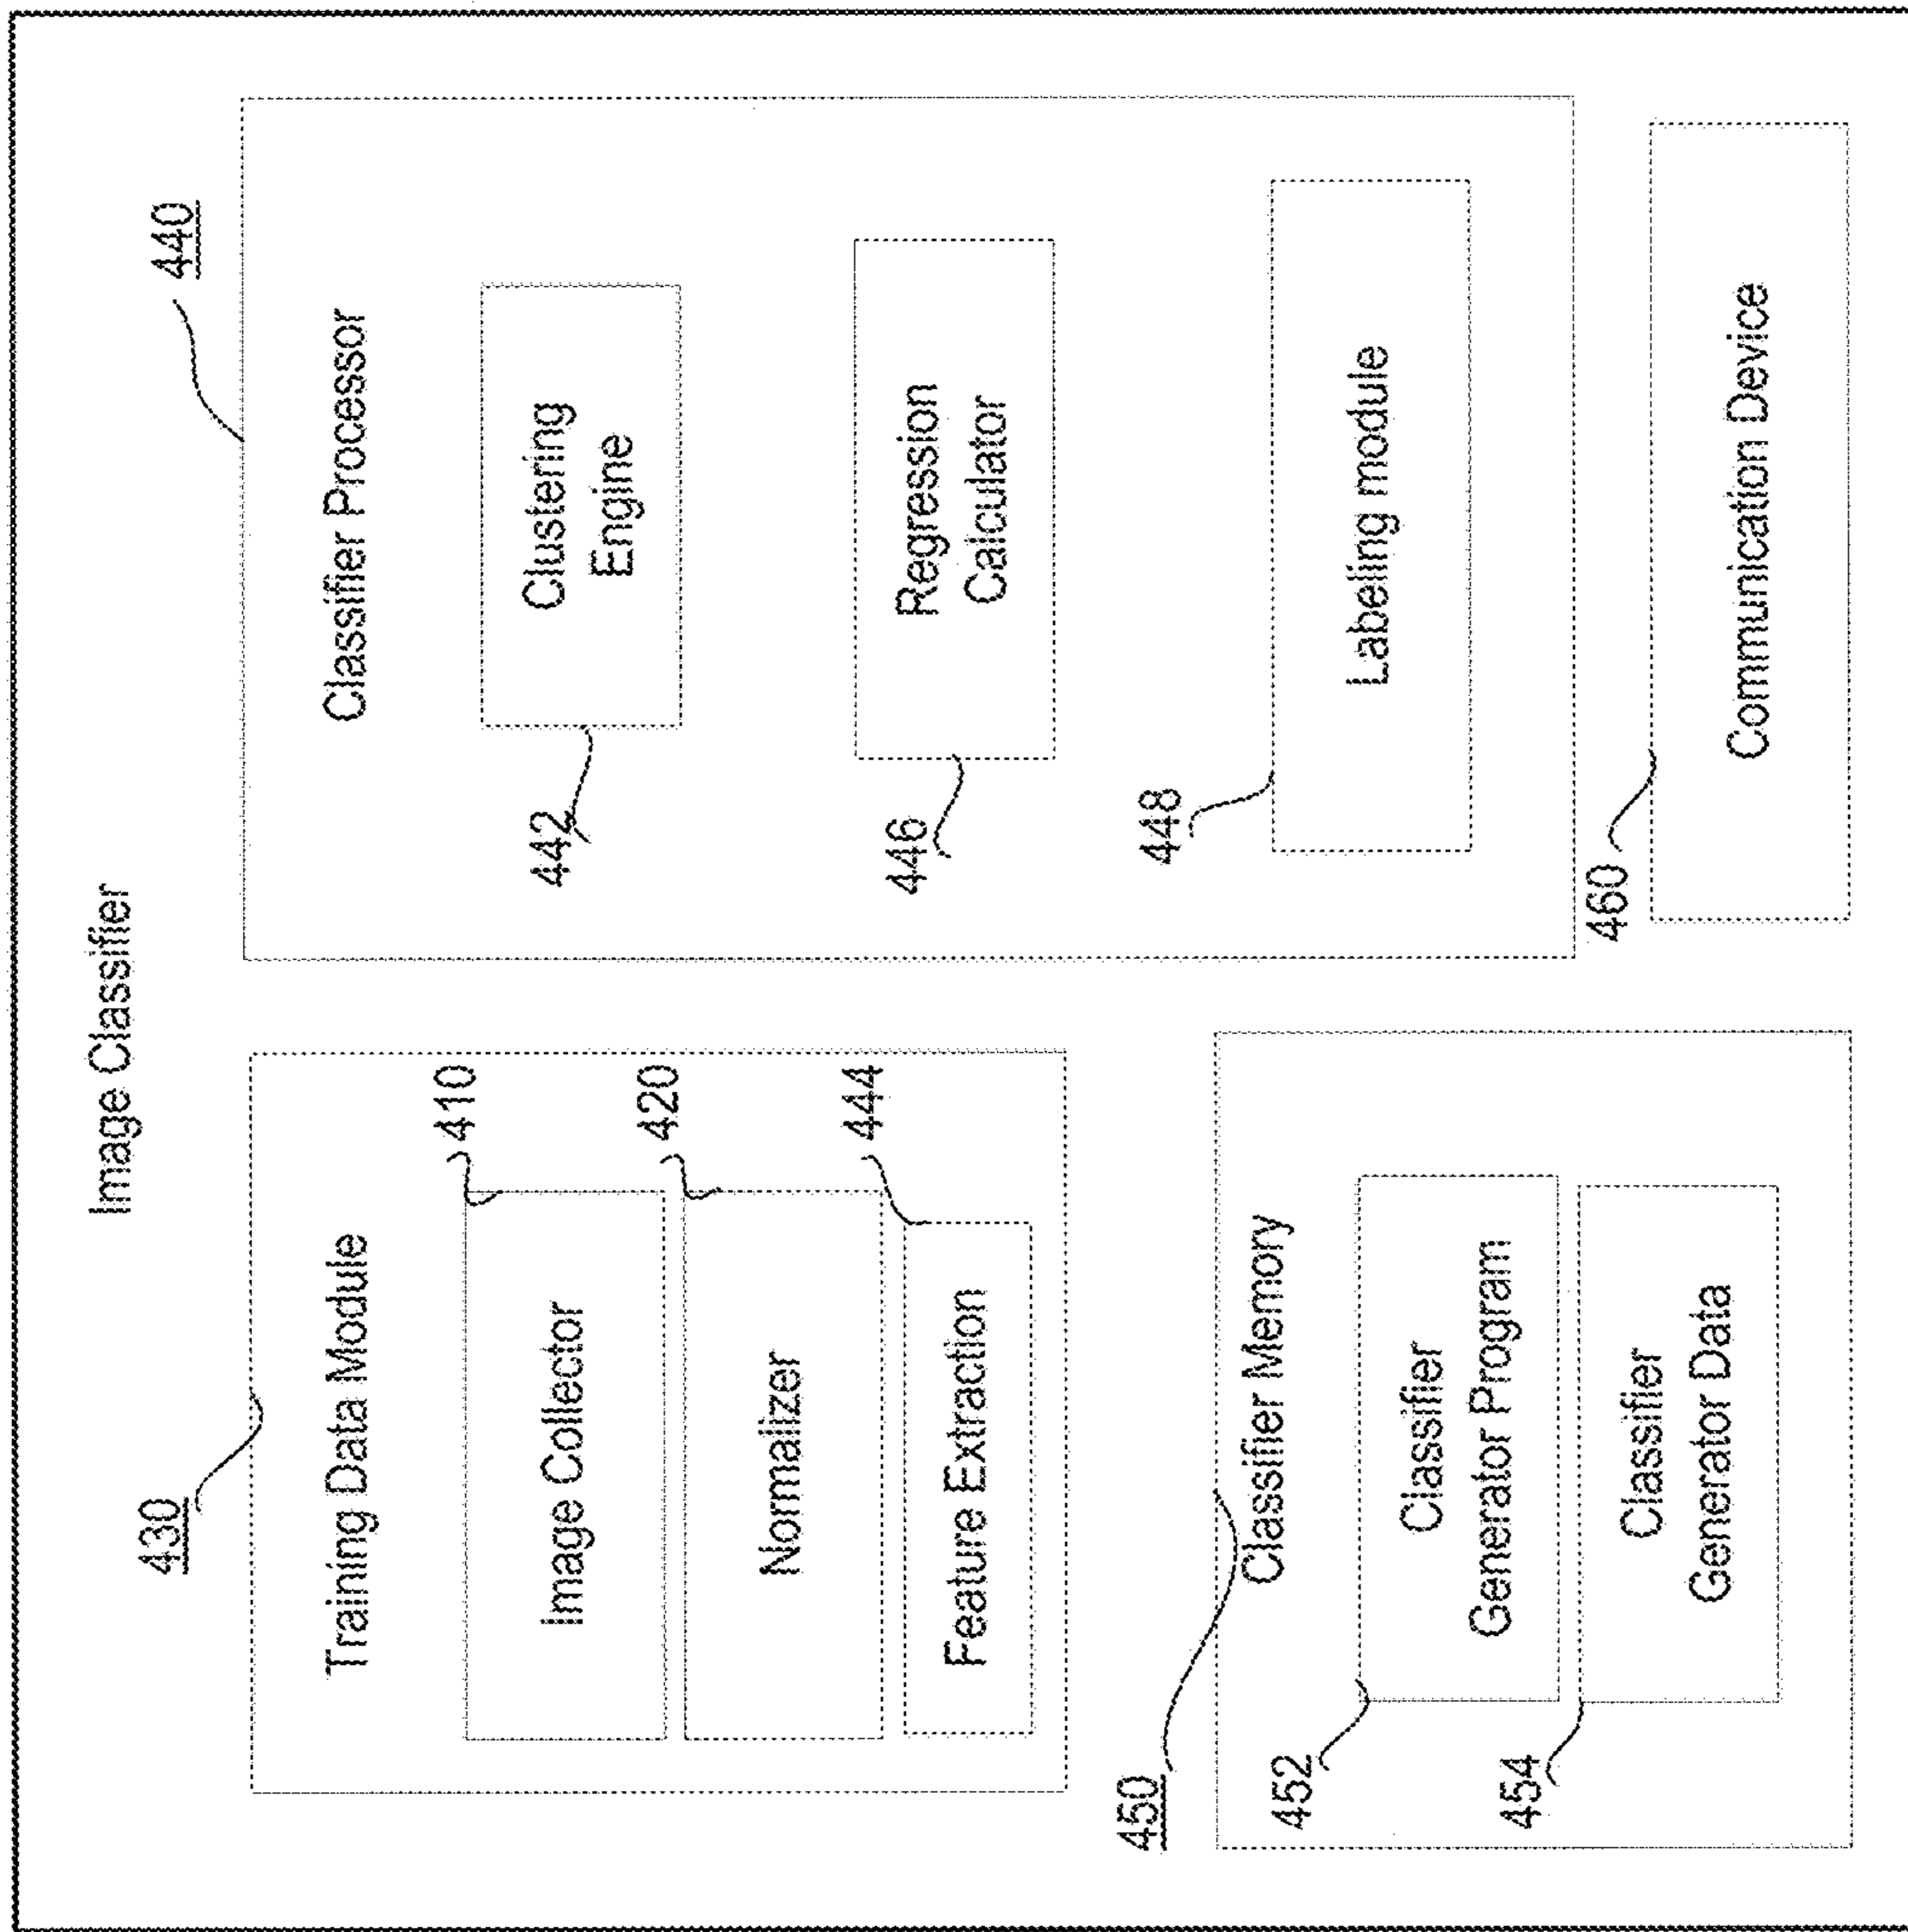 Image Classifier
430
Training Data Module
410
Image Collector
420
Normalizer
444
Feature Extraction
450
Classifier Memory
452
Classifier
Generator Program
454
Classifier
Generator Data
440
Classifier Processor
442
Clustering
Engine
446
Regression
Calculator
448
Labeling module
460
Communication Device